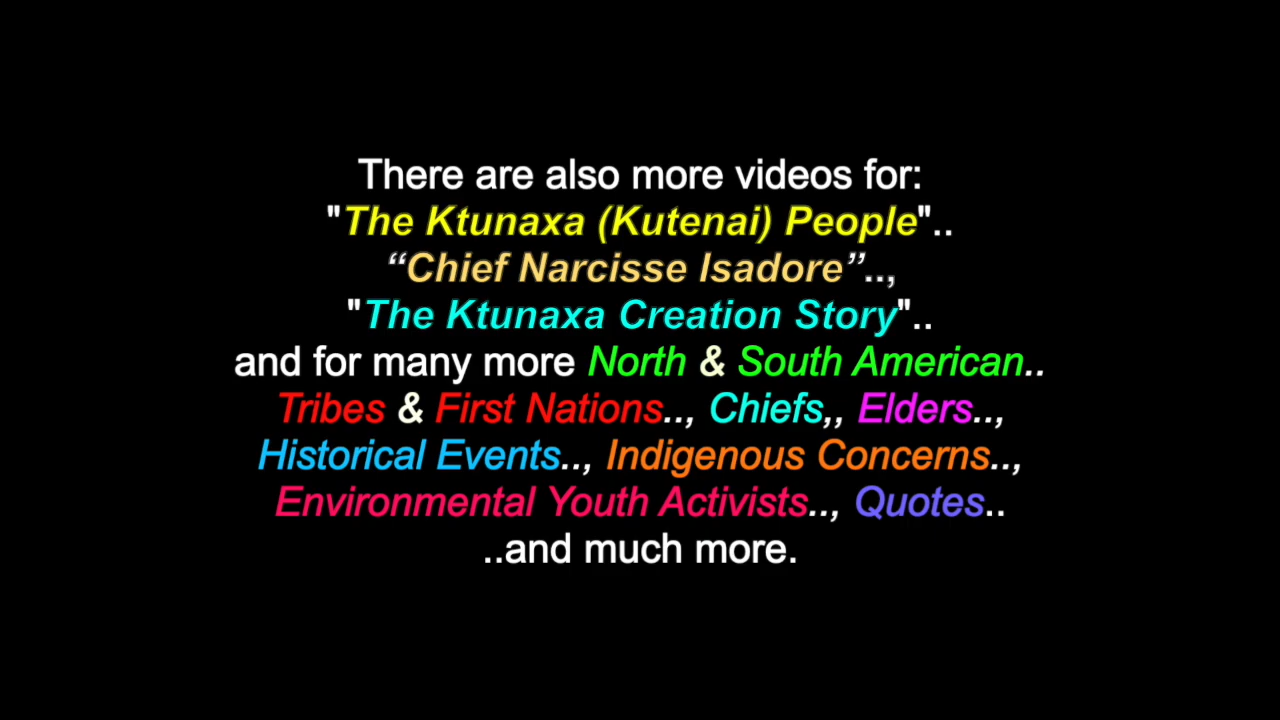 There are also more videos for:
"The Ktunaxa (Kutenai) People"..
“Chief Narcisse Isadore”..,
"The Ktunaxa Creation Story"..
and for many more North & South American..
Tribes & First Nations.., Chiefs,, Elders..,
Historical Events.., Indigenous Concerns..,
Environmental Youth Activists.., Quotes..
..and much more.